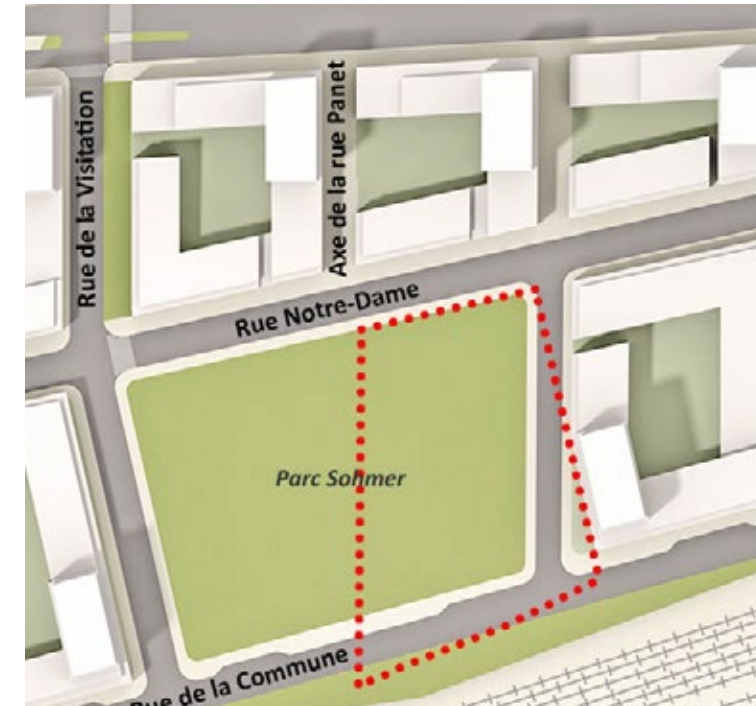 Rue de la Visitation
Axe de la rue Panet
Rue Notre-Dame
Parc Sohmer
Rue de la Commune